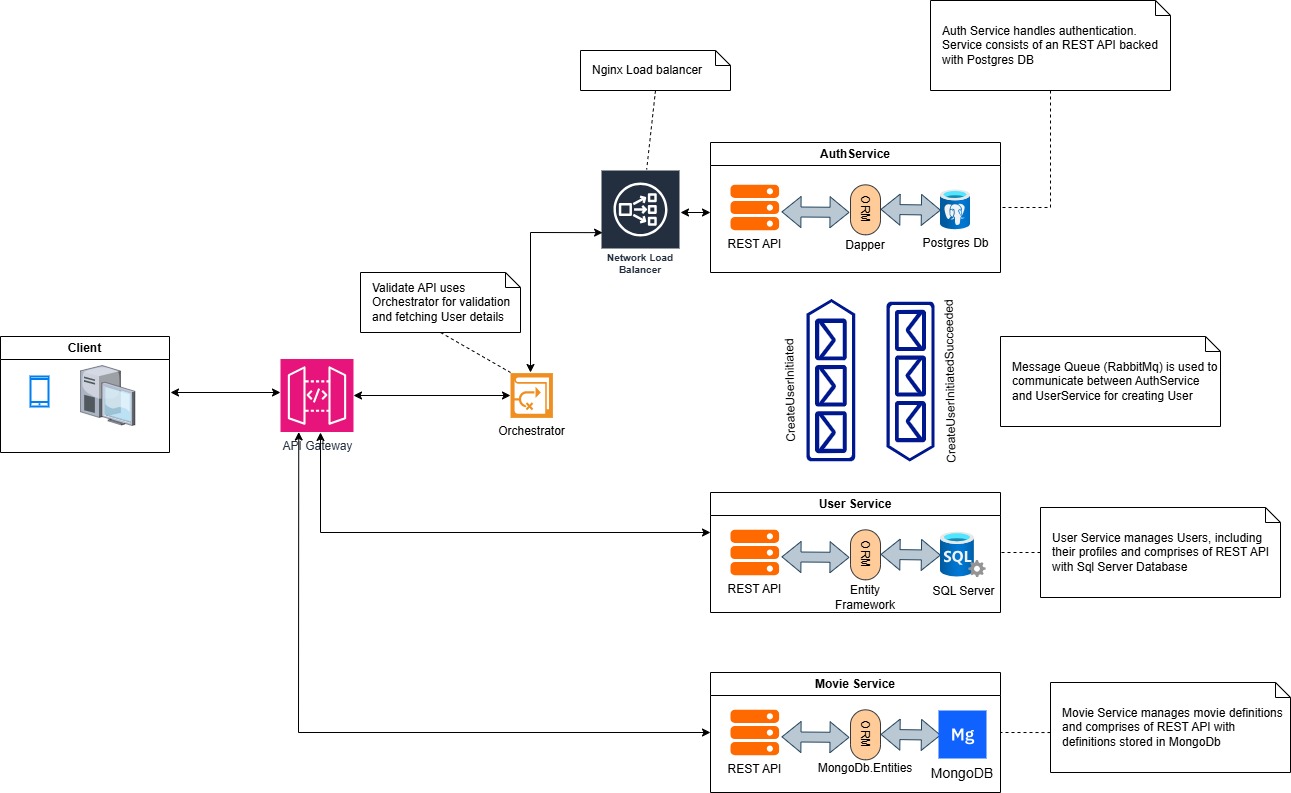 Auth Service handles authentication.
Service consists of an REST API backed
with Postgres DB
Nginx Load balancer
AuthService
REST API
ORM
Dapper
Postgres Db
Network Load
Balancer
Validate API uses
Orchestrator for validation
and fetching User details
Client
API Gateway
Orchestrator
CreateUserInitiated
CreateUserInitiatedSucceeded
Message Queue (RabbitMq) is used to
communicate between AuthService
and UserService for creating User
User Service
REST API
ORM
Entity
Framework
SQL
SQL Server
User Service manages Users, including
their profiles and comprises of REST API
with Sql Server Database
Movie Service
REST API
ORM
MongoDb.Entities
Mg
MongoDB
Movie Service manages movie definitions
and comprises of REST API with
definitions stored in MongoDb